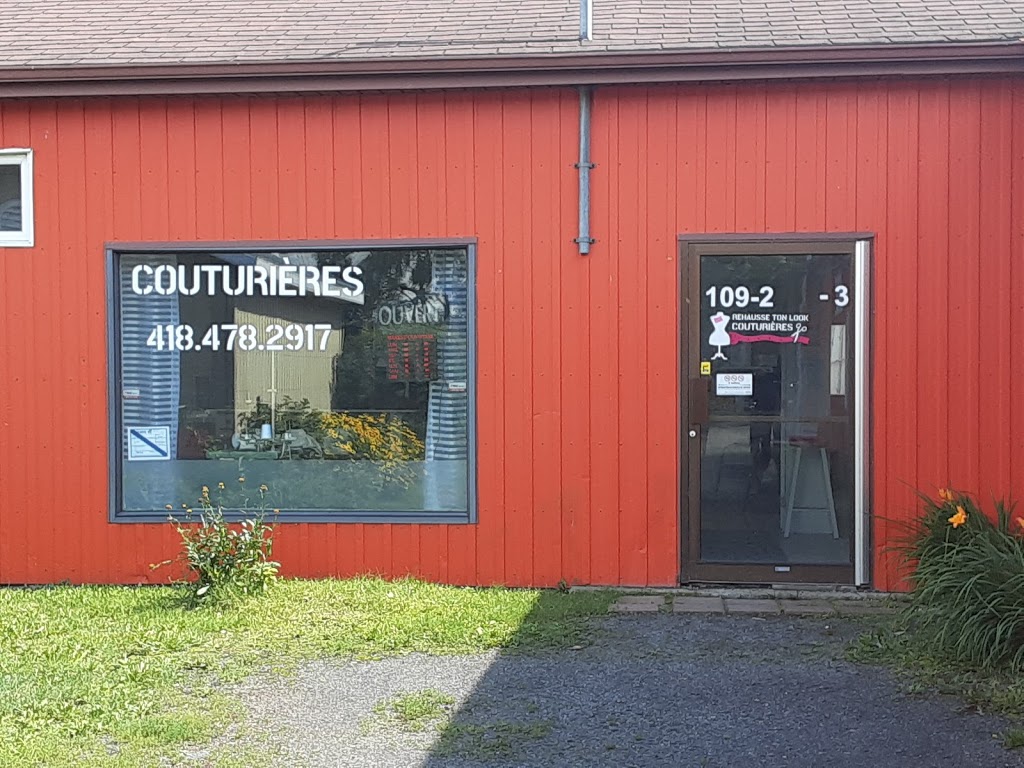 COUTURIÈRES
418.478.2917
OUVERT
109-2 - 3
REHAUSSE TON LOOK
COUTURIÈRES